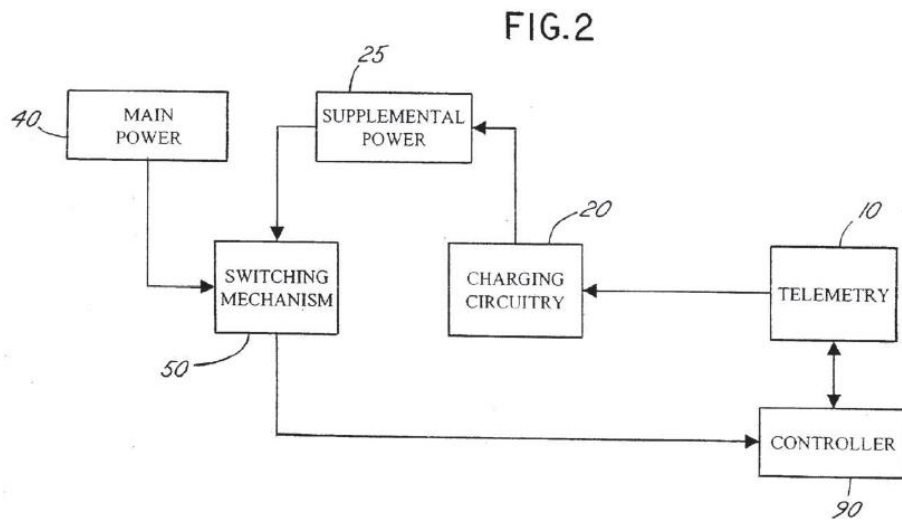 FIG.2
25
40
MAIN
POWER
SUPPLEMENTAL
POWER
20
10
SWITCHING
MECHANISM
CHARGING
CIRCUITRY
TELEMETRY
50
CONTROLLER
90